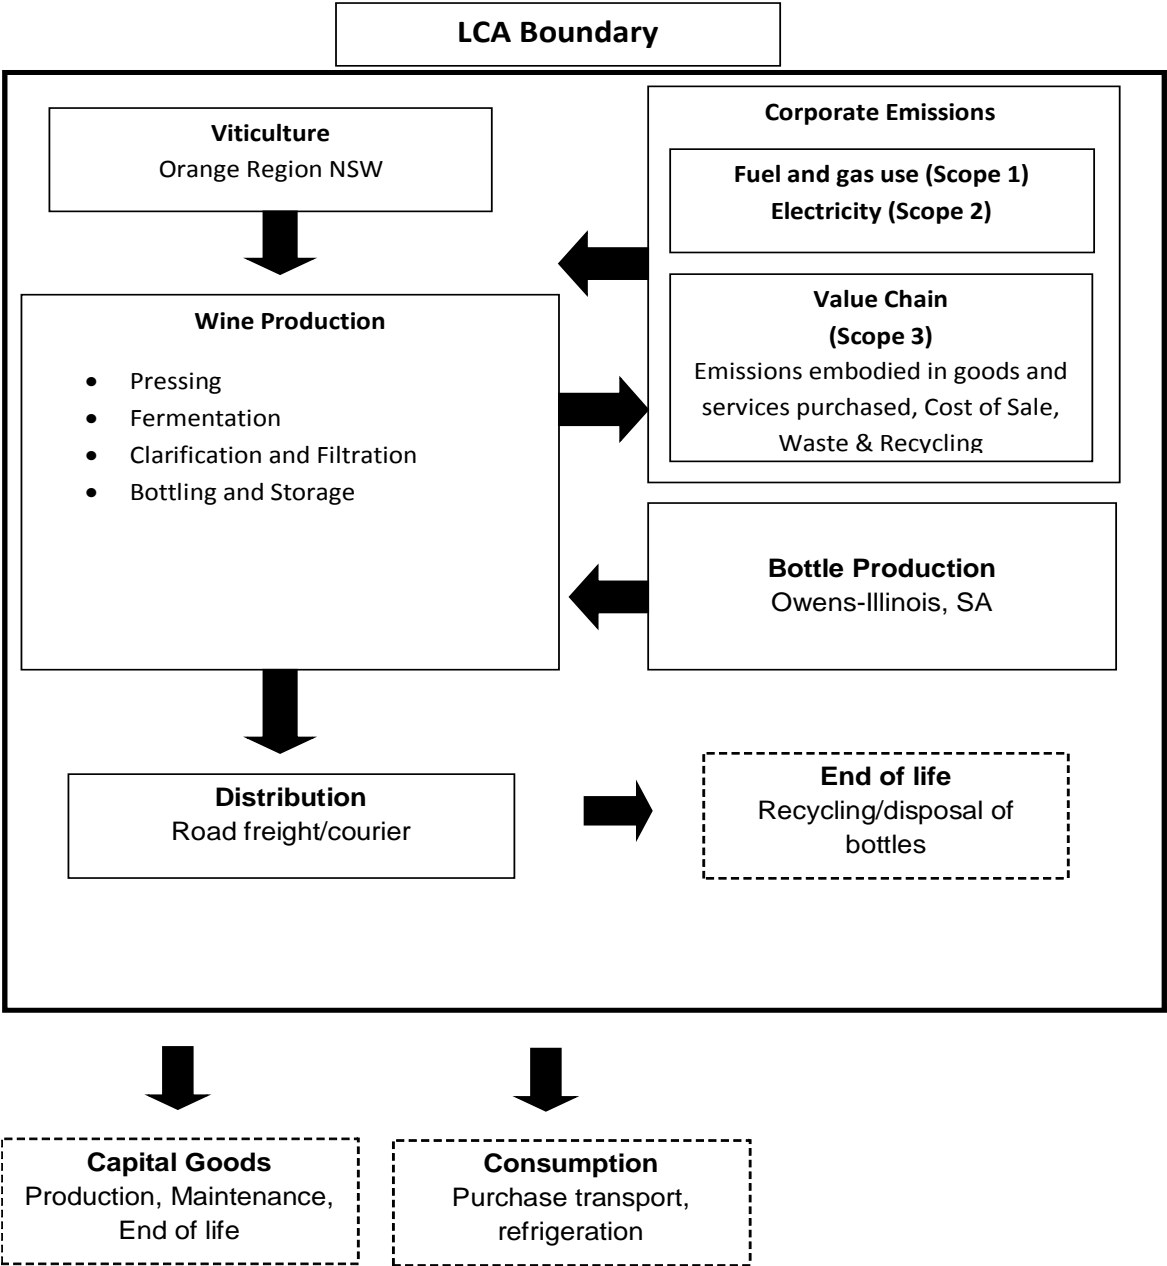 LCA Boundary
Viticulture
Orange Region NSW
Corporate Emissions
Fuel and gas use (Scope 1)
Electricity (Scope 2)
Value Chain
(Scope 3)
Emissions embodied in goods and
services purchased, Cost of Sale,
Waste & Recycling
Wine Production
• Pressing
• Fermentation
• Clarification and Filtration
• Bottling and Storage
Bottle Production
Owens-Illinois, SA
Distribution
Road freight/courier
End of life
Recycling/disposal of
bottles
Capital Goods
Production, Maintenance,
End of life
Consumption
Purchase transport,
refrigeration